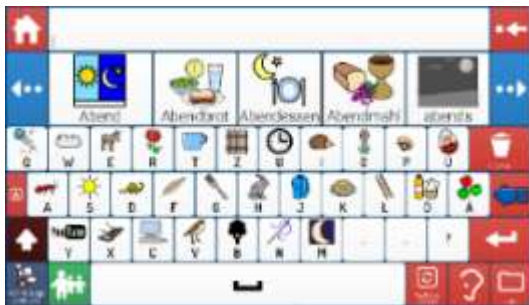 Abend Abendbrot Abendessen Abendmahl abends
Q W E R T Z U I O P Ü
A S D F G H J K L Ö Ä
Y X C V B N M , . ?